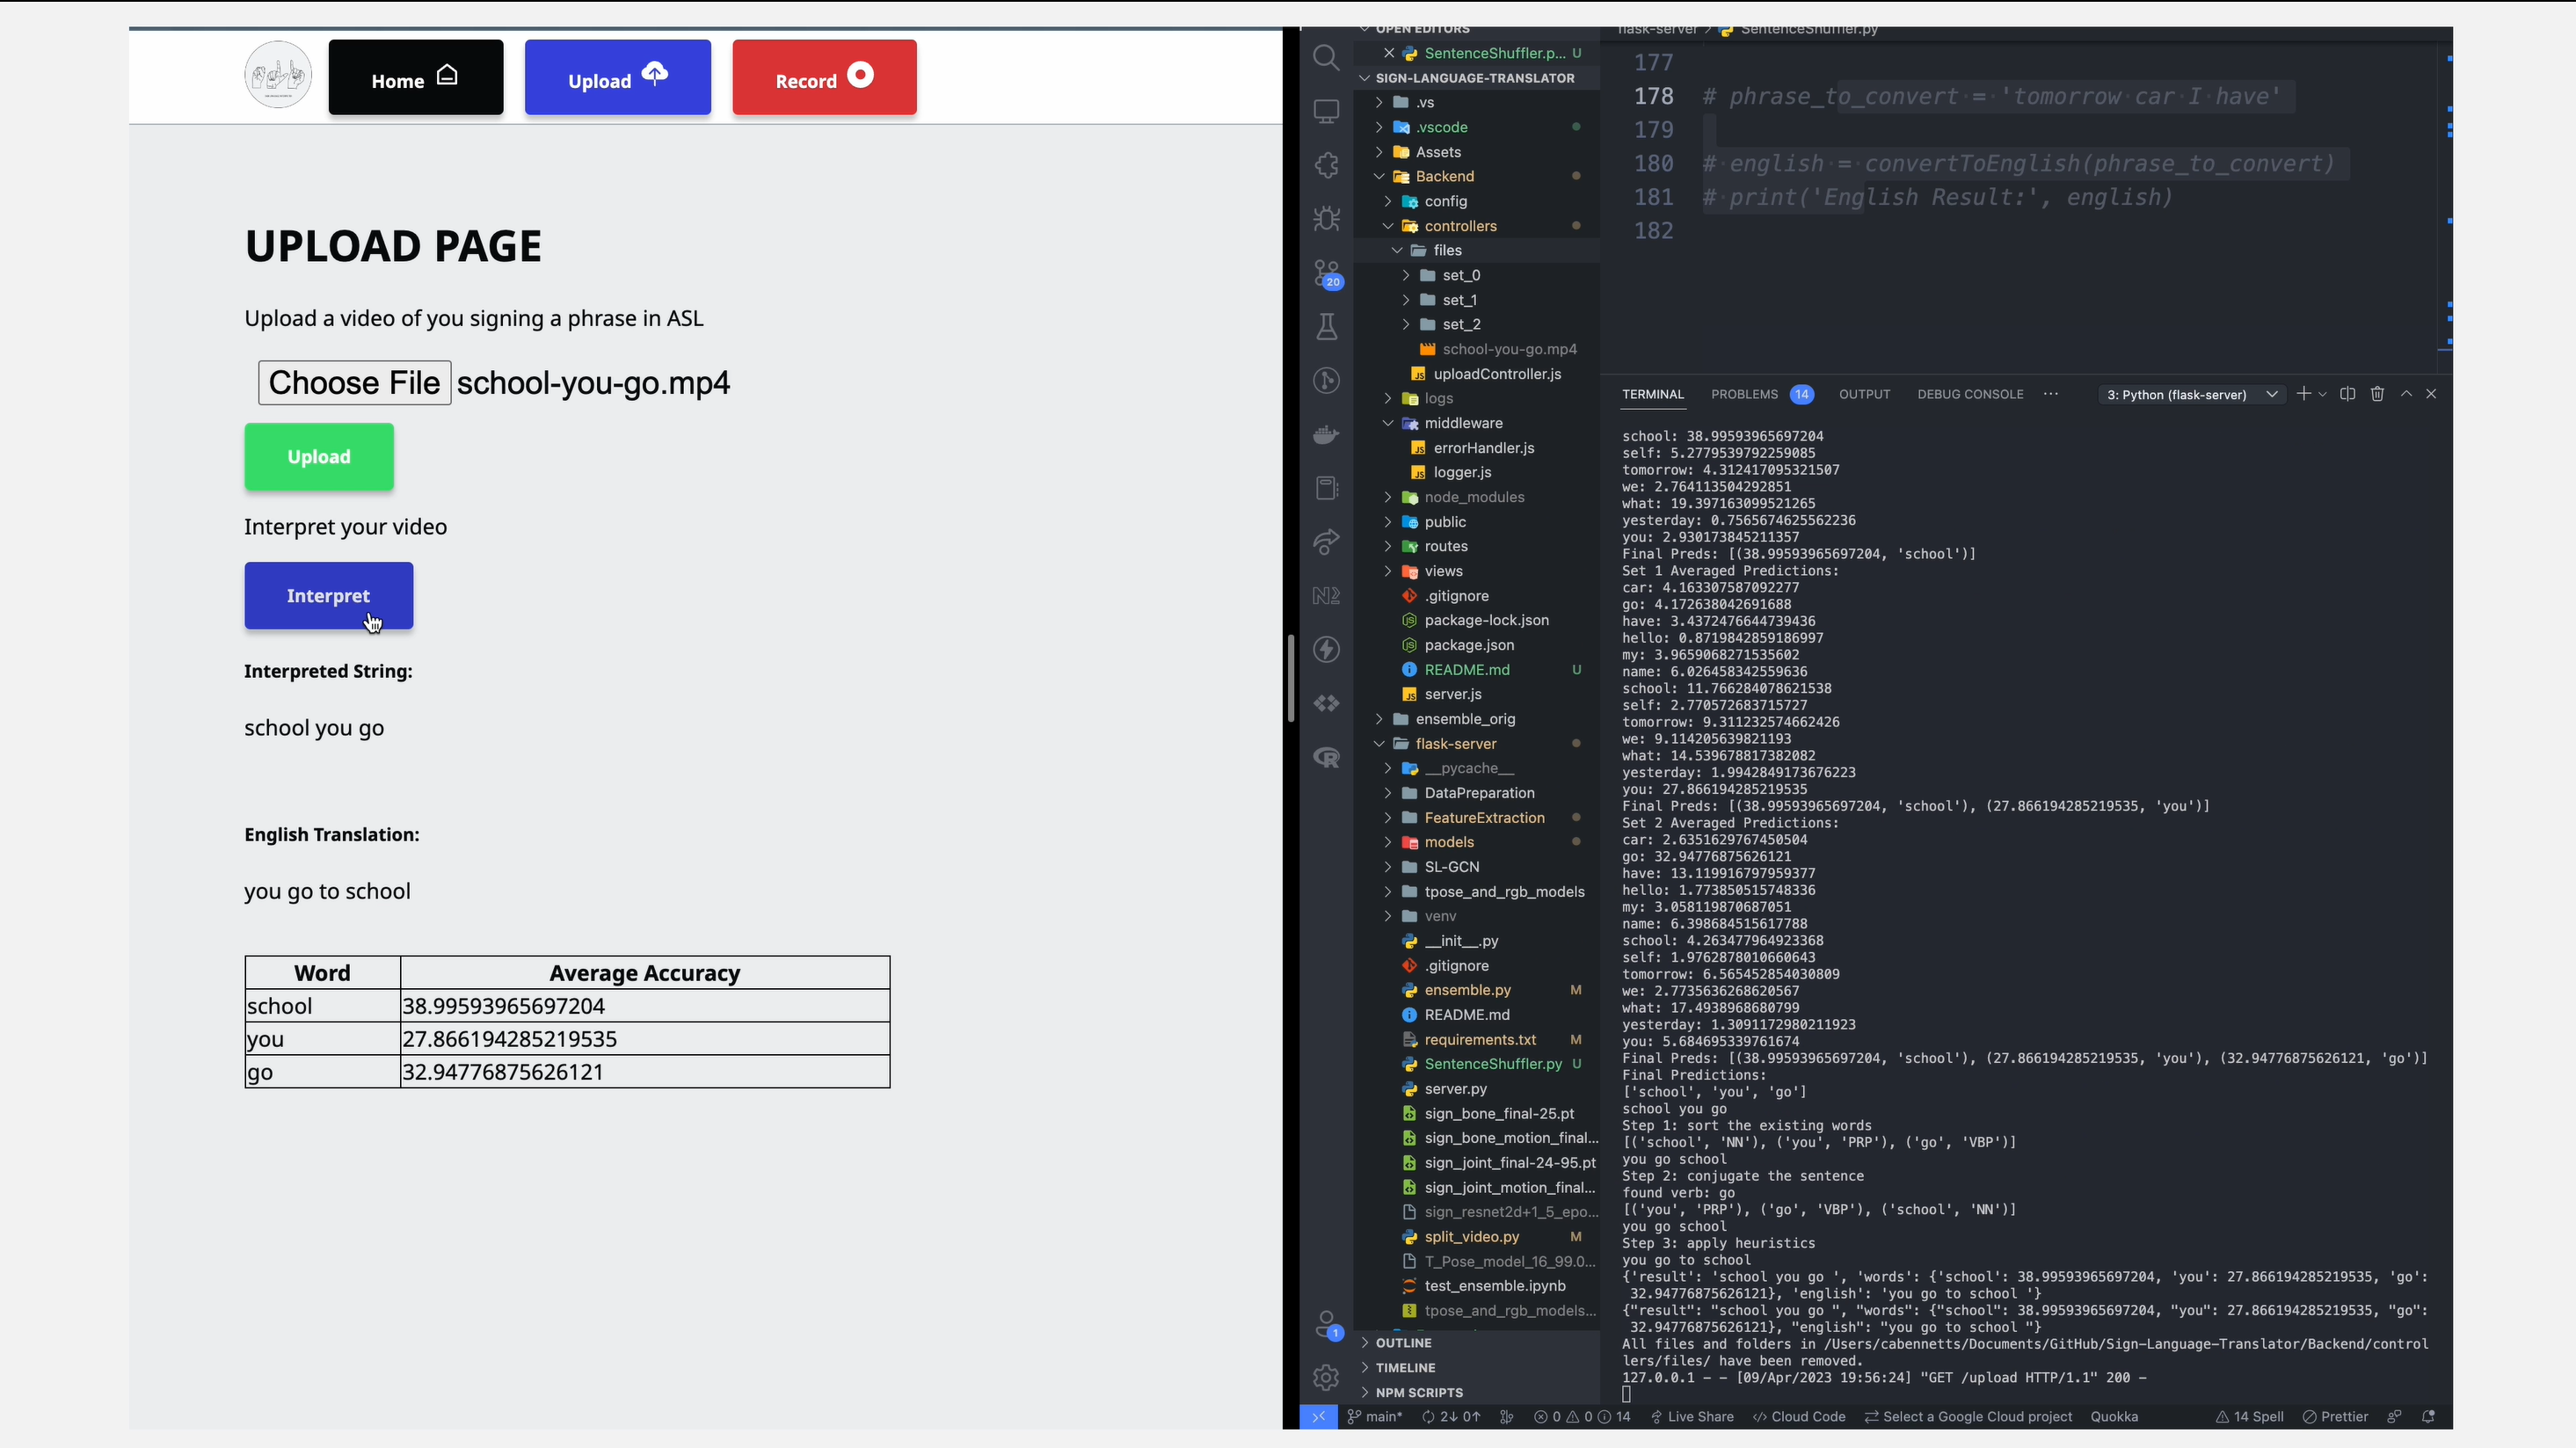 Home
Upload
Record
UPLOAD PAGE
Upload a video of you signing a phrase in ASL
Choose File school-you-go.mp4
Upload
Interpret your video
Interpret
Interpreted String:
school you go
English Translation:
you go to school
Word Average Accuracy
school 38.99593965697204
you 27.866194285219535
go 32.94776875626121
OPEN EDITORS
SentenceShuffler.p... U
SIGN-LANGUAGE-TRANSLATOR
.vs
.vscode
Assets
Backend
config
controllers
files
set_0
set_1
set_2
school-you-go.mp4
uploadController.js
logs
middleware
errorHandler.js
logger.js
node_modules
public
routes
views
.gitignore
package-lock.json
package.json
README.md U
server.js
ensemble_orig
flask-server
__pycache__
DataPreparation
FeatureExtraction
models
SL-GCN
tpose_and_rgb_models
venv
__init__.py
.gitignore
ensemble.py M
README.md
requirements.txt M
SentenceShuffler.py U
server.py
sign_bone_final-25.pt
sign_bone_motion_final...
sign_joint_final-24-95.pt
sign_joint_motion_final...
sign_resnet2d+1_5_epo...
split_video.py M
T_Pose_model_16_99.0...
test_ensemble.ipynb
tpose_and_rgb_models...
OUTLINE
TIMELINE
NPM SCRIPTS
20
1
flask-server > SentenceShuffler.py
177
178 # phrase_to_convert = 'tomorrow car I have'
179
180 # english = convertToEnglish(phrase_to_convert)
181 # print('English Result:', english)
182
TERMINAL PROBLEMS 14 OUTPUT DEBUG CONSOLE ··· 3: Python (flask-server)
school: 38.99593965697204
self: 5.2779539792259085
tomorrow: 4.312417095321507
we: 2.764113504292851
what: 19.397163099521265
yesterday: 0.7565674625562236
you: 2.930173845211357
Final Preds: [(38.99593965697204, 'school')]
Set 1 Averaged Predictions:
car: 4.163307587092277
go: 4.172638042691688
have: 3.4372476644739436
hello: 0.8719842859186997
my: 3.9659068271535602
name: 6.026458342559636
school: 11.766284078621538
self: 2.770572683715727
tomorrow: 9.311232574662426
we: 9.114205639821193
what: 14.539678817382082
yesterday: 1.9942849173676223
you: 27.866194285219535
Final Preds: [(38.99593965697204, 'school'), (27.866194285219535, 'you')]
Set 2 Averaged Predictions:
car: 2.6351629767450504
go: 32.94776875626121
have: 13.119916797959377
hello: 1.773850515748336
my: 3.058119870687051
name: 6.398684515617788
school: 4.263477964923368
self: 1.9762878010660643
tomorrow: 6.565452854030809
we: 2.7735636268620567
what: 17.4938968680799
yesterday: 1.3091172980211923
you: 5.684695339761674
Final Preds: [(38.99593965697204, 'school'), (27.866194285219535, 'you'), (32.94776875626121, 'go')]
Final Predictions:
['school', 'you', 'go']
school you go
Step 1: sort the existing words
[('school', 'NN'), ('you', 'PRP'), ('go', 'VBP')]
you go school
Step 2: conjugate the sentence
found verb: go
[('you', 'PRP'), ('go', 'VBP'), ('school', 'NN')]
you go school
Step 3: apply heuristics
you go to school
{'result': 'school you go ', 'words': {'school': 38.99593965697204, 'you': 27.866194285219535, 'go':
32.94776875626121}, 'english': 'you go to school '}
{"result": "school you go ", "words": {"school": 38.99593965697204, "you": 27.866194285219535, "go":
32.94776875626121}, "english": "you go to school "}
All files and folders in /Users/cabennetts/Documents/GitHub/Sign-Language-Translator/Backend/control
lers/files/ have been removed.
127.0.0.1 - - [09/Apr/2023 19:56:24] "GET /upload HTTP/1.1" 200 -
main* 2↓ 0↑ 0 0 14 Live Share Cloud Code Select a Google Cloud project Quokka 14 Spell Prettier